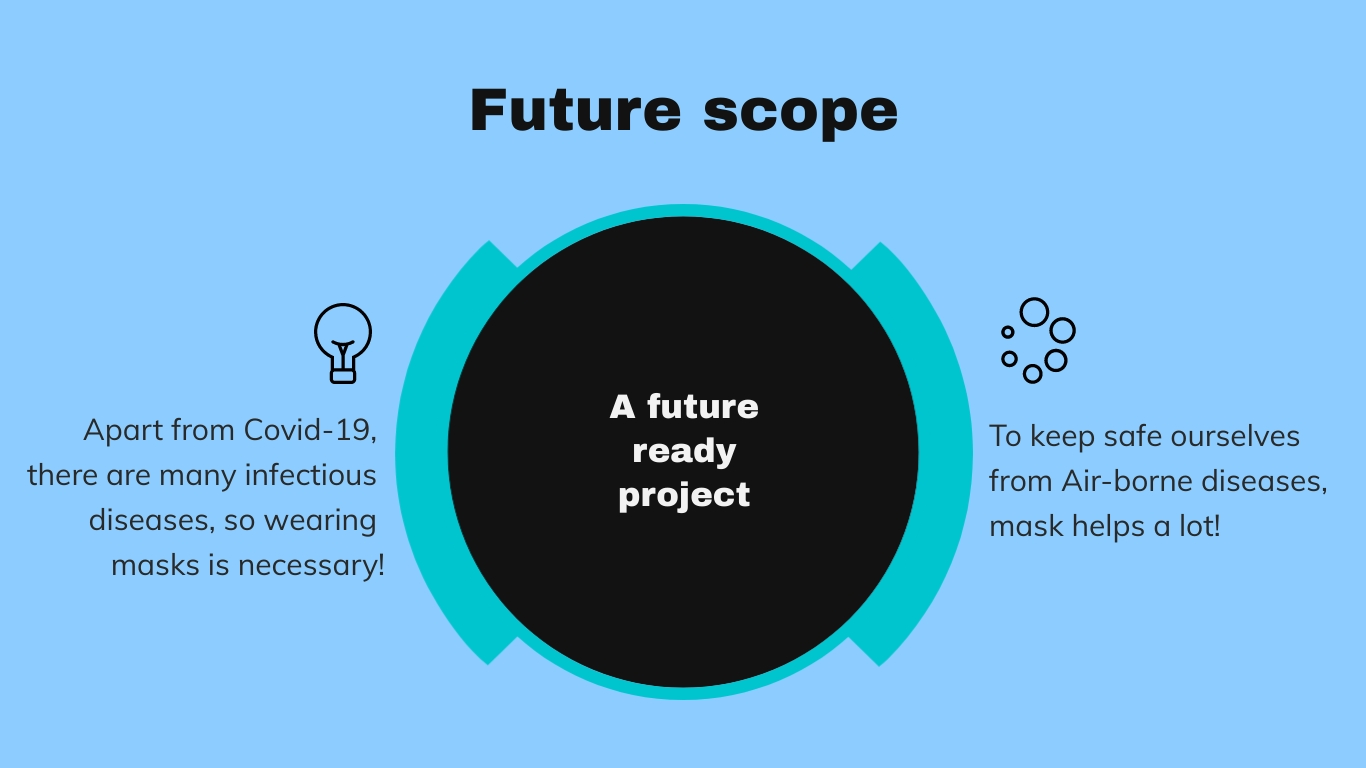 Future scope
Apart from Covid-19,
there are many infectious
diseases, so wearing
masks is necessary!
A future
ready
project
To keep safe ourselves
from Air-borne diseases,
mask helps a lot!